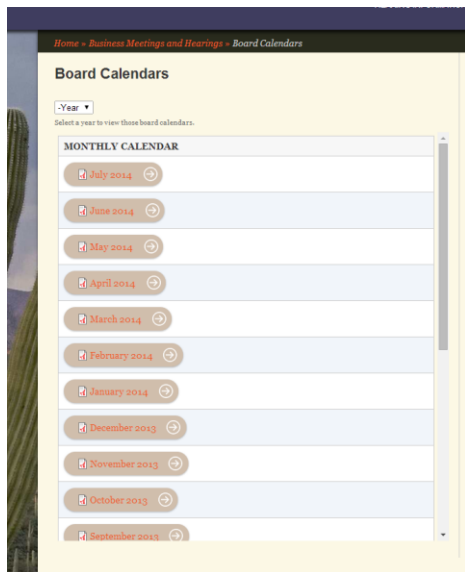 Home » Business Meetings and Hearings » Board Calendars
Board Calendars
-Year
Select a year to view those board calendars.
MONTHLY CALENDAR
July 2014
June 2014
May 2014
April 2014
March 2014
February 2014
January 2014
December 2013
November 2013
October 2013
September 2013